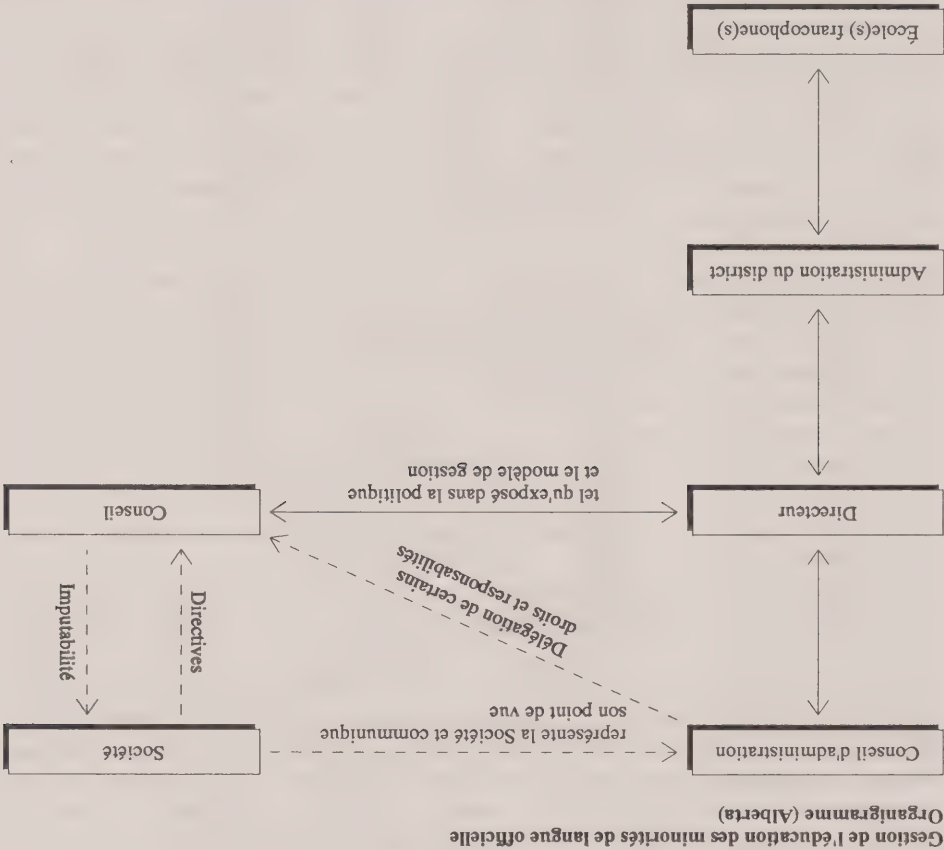 Gestion de l'éducation des minorités de langue officielle
Organigramme (Alberta)
Conseil d'administration
représente la Société et communique
son point de vue
Société
Délégation de certains
droits et responsabilités
Directives
Imputabilité
Directeur
tel qu'exposé dans la politique
et le modèle de gestion
Conseil
Administration du district
École(s) francophone(s)